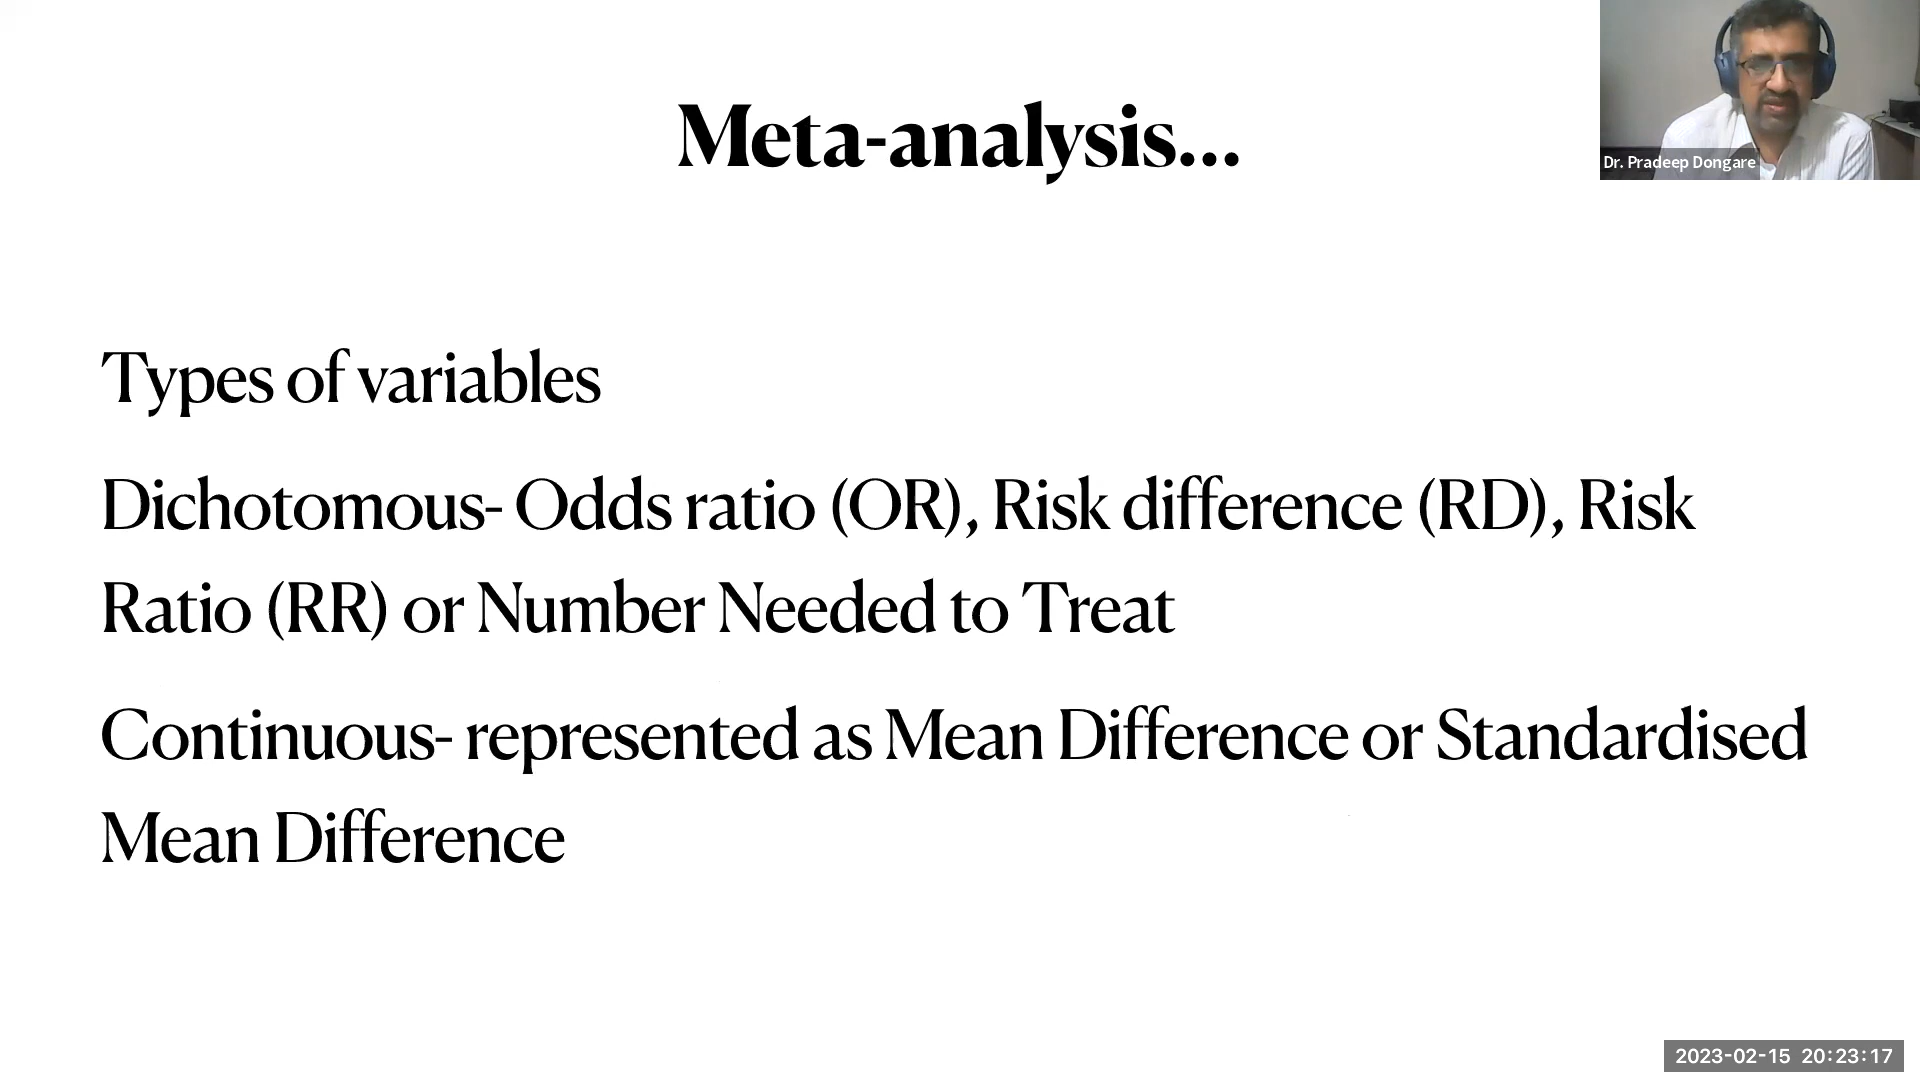 Meta-analysis...
Dr. Pradeep Dongare
Types of variables
Dichotomous- Odds ratio (OR), Risk difference (RD), Risk
Ratio (RR) or Number Needed to Treat
Continuous- represented as Mean Difference or Standardised
Mean Difference
2023-02-15 20:23:17